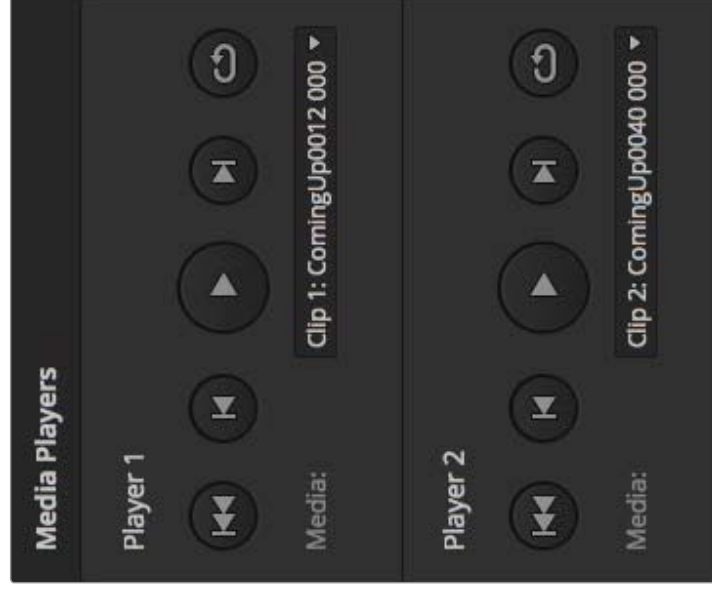 Media Players
Player 1
Media: Clip 1: ComingUp0012 000
Player 2
Media: Clip 2: ComingUp0040 000